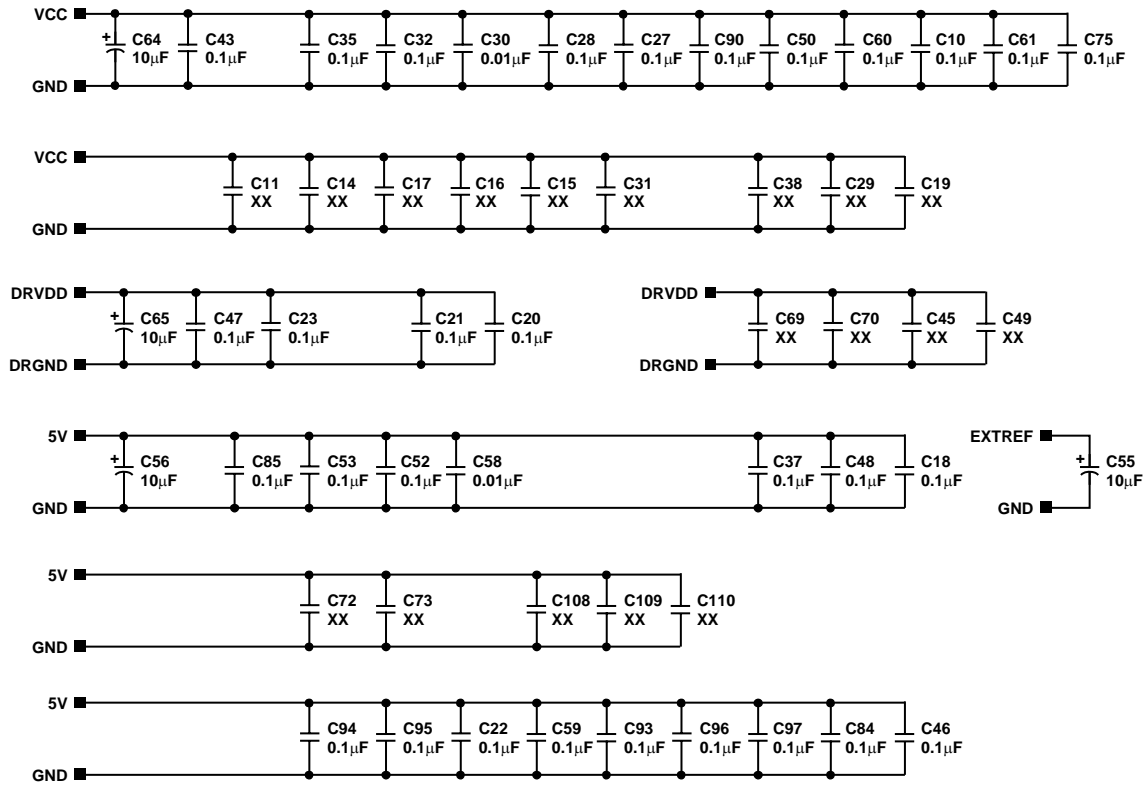 VCC
+ C64 C43 C35 C32 C30 C28 C27 C90 C50 C60 C10 C61 C75
10μF 0.1μF 0.1μF 0.1μF 0.01μF 0.1μF 0.1μF 0.1μF 0.1μF 0.1μF 0.1μF 0.1μF 0.1μF
GND
VCC
C11 C14 C17 C16 C15 C31 C38 C29 C19
XX XX XX XX XX XX XX XX XX
GND
DRVDD DRVDD
+ C65 C47 C23 C21 C20 C69 C70 C45 C49
10μF 0.1μF 0.1μF 0.1μF 0.1μF XX XX XX XX
DRGND DRGND
5V EXTREF
+ C56 C85 C53 C52 C58 C37 C48 C18 + C55
10μF 0.1μF 0.1μF 0.1μF 0.01μF 0.1μF 0.1μF 0.1μF 10μF
GND GND
5V
C72 C73 C108 C109 C110
XX XX XX XX XX
GND
5V
C94 C95 C22 C59 C93 C96 C97 C84 C46
0.1μF 0.1μF 0.1μF 0.1μF 0.1μF 0.1μF 0.1μF 0.1μF 0.1μF
GND